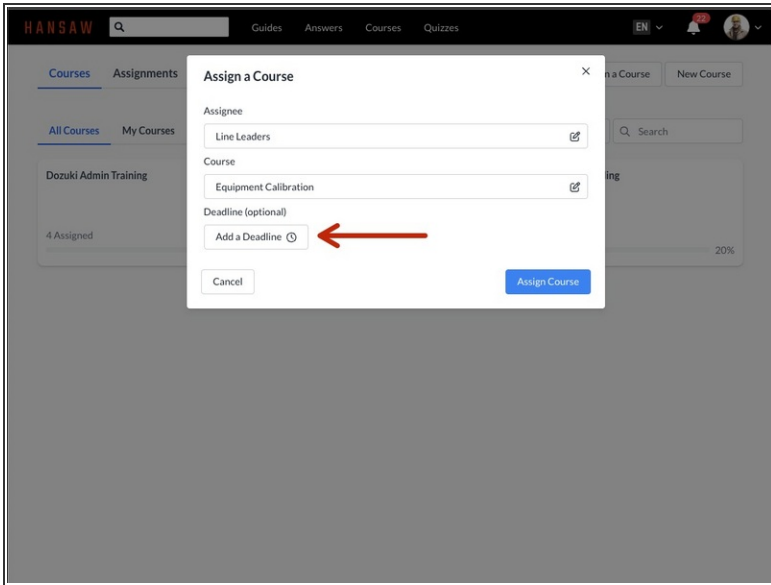 HANSAW Guides Answers Courses Quizzes EN 22
Courses Assignments n a Course New Course
Assign a Course
Assignee
All Courses My Courses Line Leaders Search
Course
Dozuki Admin Training Equipment Calibration ing
Deadline (optional)
4 Assigned Add a Deadline
20%
Cancel Assign Course